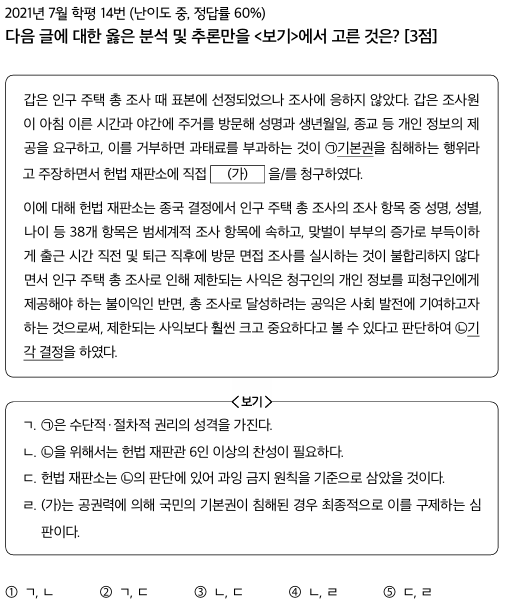 2021년 7월 학평 14번 (난이도 중, 정답률 60%)
다음 글에 대한 옳은 분석 및 추론만을 <보기>에서 고른 것은? [3점]
갑은 인구 주택 총 조사 때 표본에 선정되었으나 조사에 응하지 않았다. 갑은 조사원
이 아침 이른 시간과 야간에 주거를 방문해 성명과 생년월일, 종교 등 개인 정보의 제
공을 요구하고, 이를 거부하면 과태료를 부과하는 것이 ㉠기본권을 침해하는 행위라
고 주장하면서 헌법 재판소에 직접 (가) 을/를 청구하였다.
이에 대해 헌법 재판소는 종국 결정에서 인구 주택 총 조사의 조사 항목 중 성명, 성별,
나이 등 38개 항목은 범세계적 조사 항목에 속하고, 맞벌이 부부의 증가로 부득이하
게 출근 시간 직전 및 퇴근 직후에 방문 면접 조사를 실시하는 것이 불합리하지 않다
면서 인구 주택 총 조사로 인해 제한되는 사익은 청구인의 개인 정보를 피청구인에게
제공해야 하는 불이익인 반면, 총 조사로 달성하려는 공익은 사회 발전에 기여하고자
하는 것으로써, 제한되는 사익보다 훨씬 크고 중요하다고 볼 수 있다고 판단하여 ㉡기
각 결정을 하였다.
<보기>
ㄱ. ㉠은 수단적·절차적 권리의 성격을 가진다.
ㄴ. ㉡을 위해서는 헌법 재판관 6인 이상의 찬성이 필요하다.
ㄷ. 헌법 재판소는 ㉡의 판단에 있어 과잉 금지 원칙을 기준으로 삼았을 것이다.
ㄹ. (가)는 공권력에 의해 국민의 기본권이 침해된 경우 최종적으로 이를 구제하는 심
판이다.
① ㄱ, ㄴ ② ㄱ, ㄷ ③ ㄴ, ㄷ ④ ㄴ, ㄹ ⑤ ㄷ, ㄹ